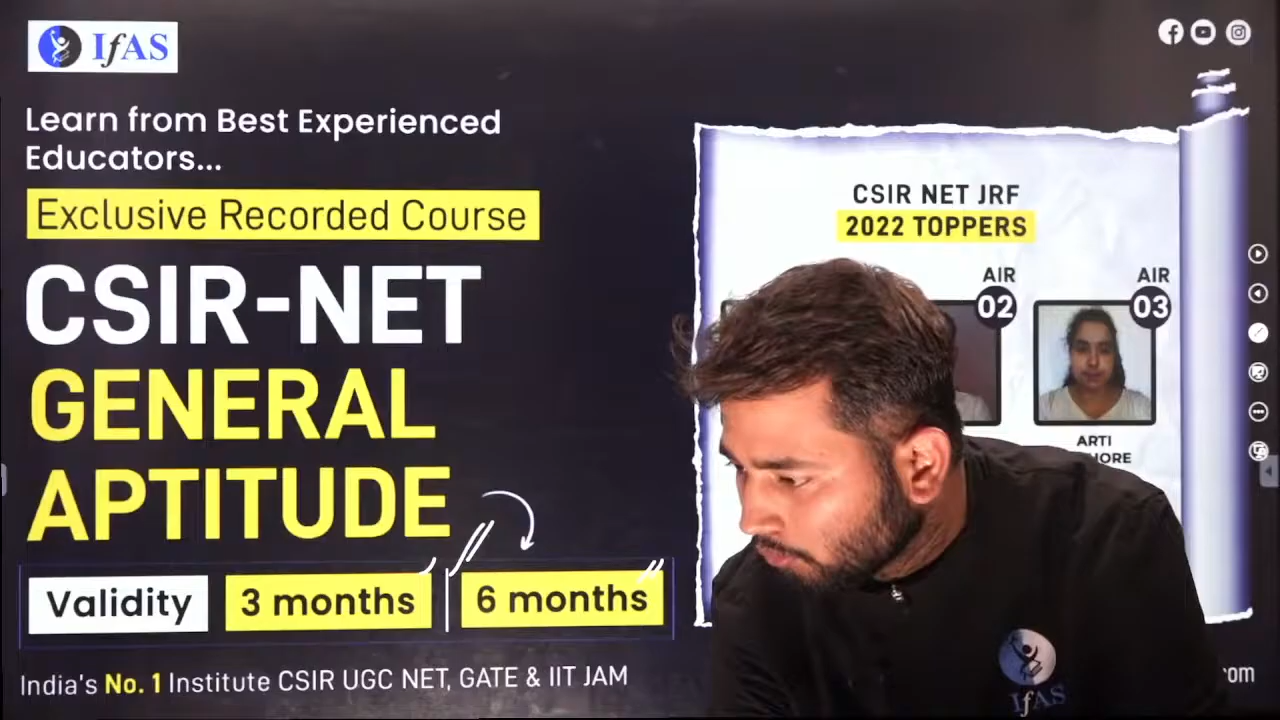 IfAS
Learn from Best Experienced
Educators...
Exclusive Recorded Course
CSIR-NET
GENERAL
APTITUDE
Validity 3 months 6 months
India's No. 1 Institute CSIR UGC NET, GATE & IIT JAM
CSIR NET JRF
2022 TOPPERS
AIR
02
AIR
03
ARTI
IfAS